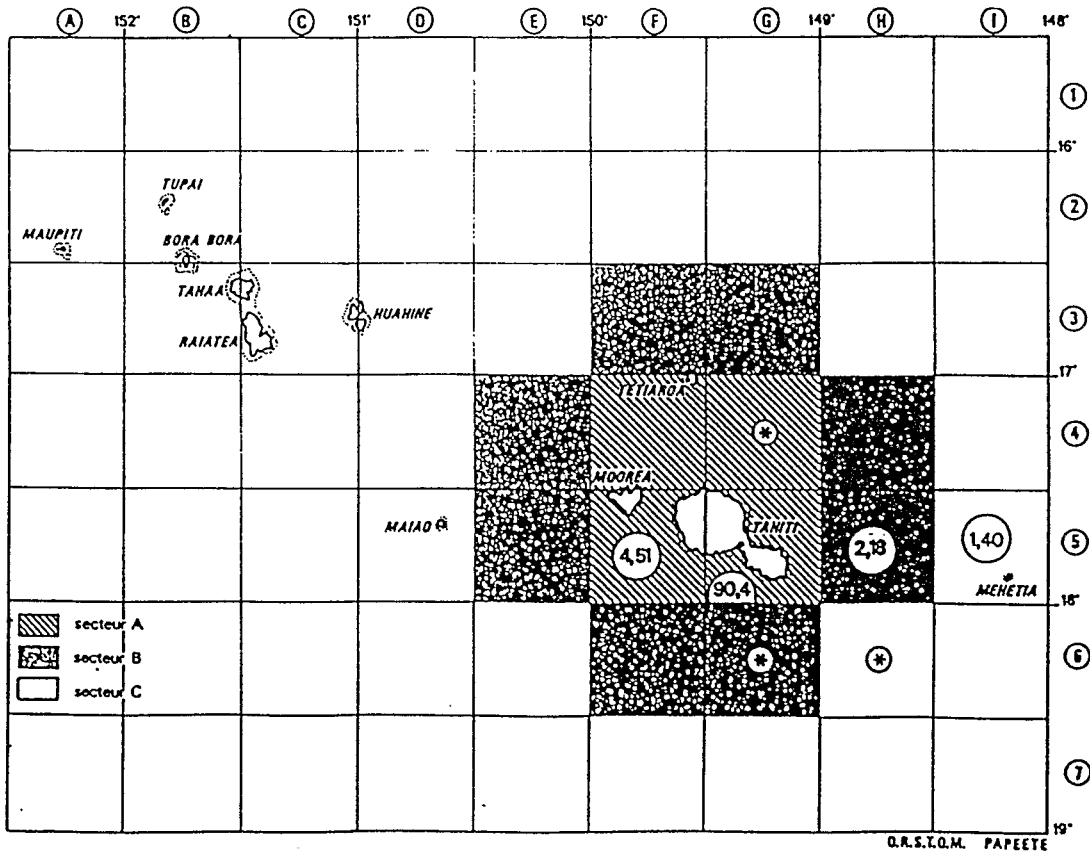 A 152° B C 151° D E 150° F G 149° H I 148°
1
16°
2
TUPAI
MAUPITI
BORA BORA
TAHAA
HUAHINE
3
RAIATEA
17°
TETIAROA
*
4
MOOREA
MAIAO
TAHITI
4,51
2,18
1,40
5
90,4
MEHETIA
18°
secteur A
secteur B
secteur C
*
*
6
7
19°
O.R.S.T.O.M. PAPEETE